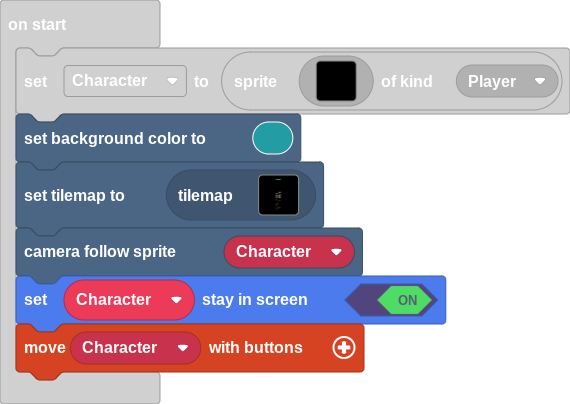 on start
set Character to sprite of kind Player
set background color to
set tilemap to tilemap
camera follow sprite Character
set Character stay in screen ON
move Character with buttons